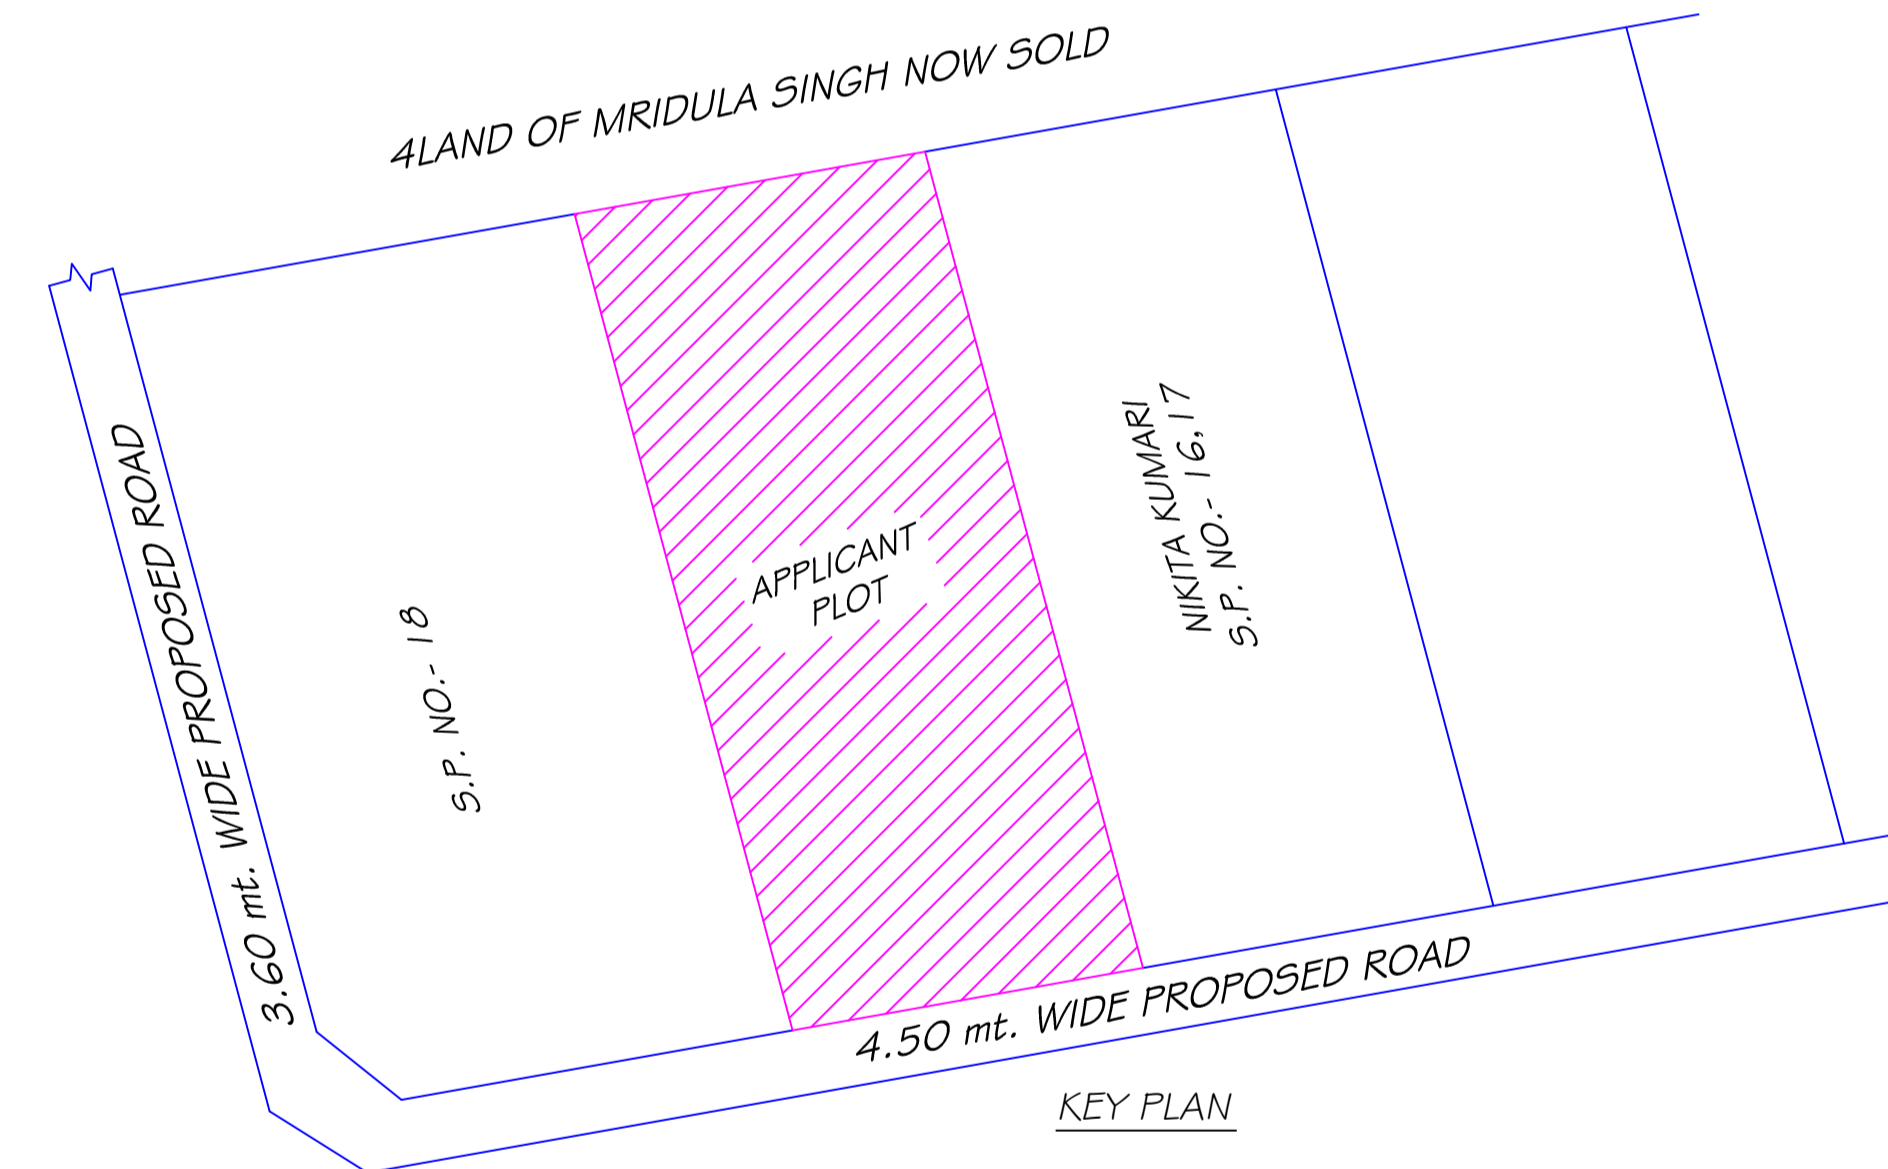 4LAND OF MRIDULA SINGH NOW SOLD
3.60 mt. WIDE PROPOSED ROAD
S.P. NO.- 18
APPLICANT
PLOT
NIKITA KUMARI
S.P. NO.- 16,17
4.50 mt. WIDE PROPOSED ROAD
KEY PLAN